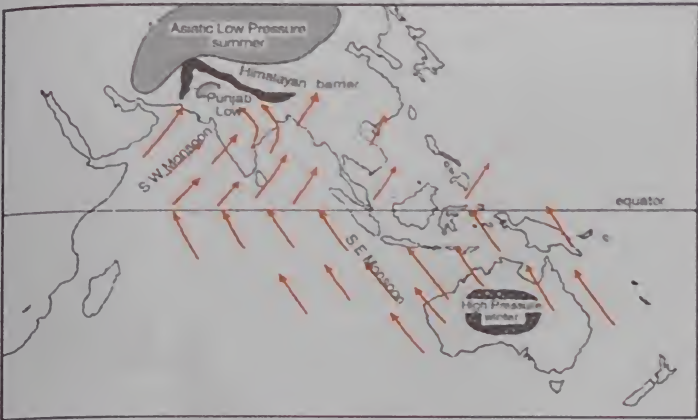 Asiatic Low Pressure
summer
Himalayan barrier
Punjab
Low
S.W. Monsoon
equator
S.E. Monsoon
High Pressure
winter